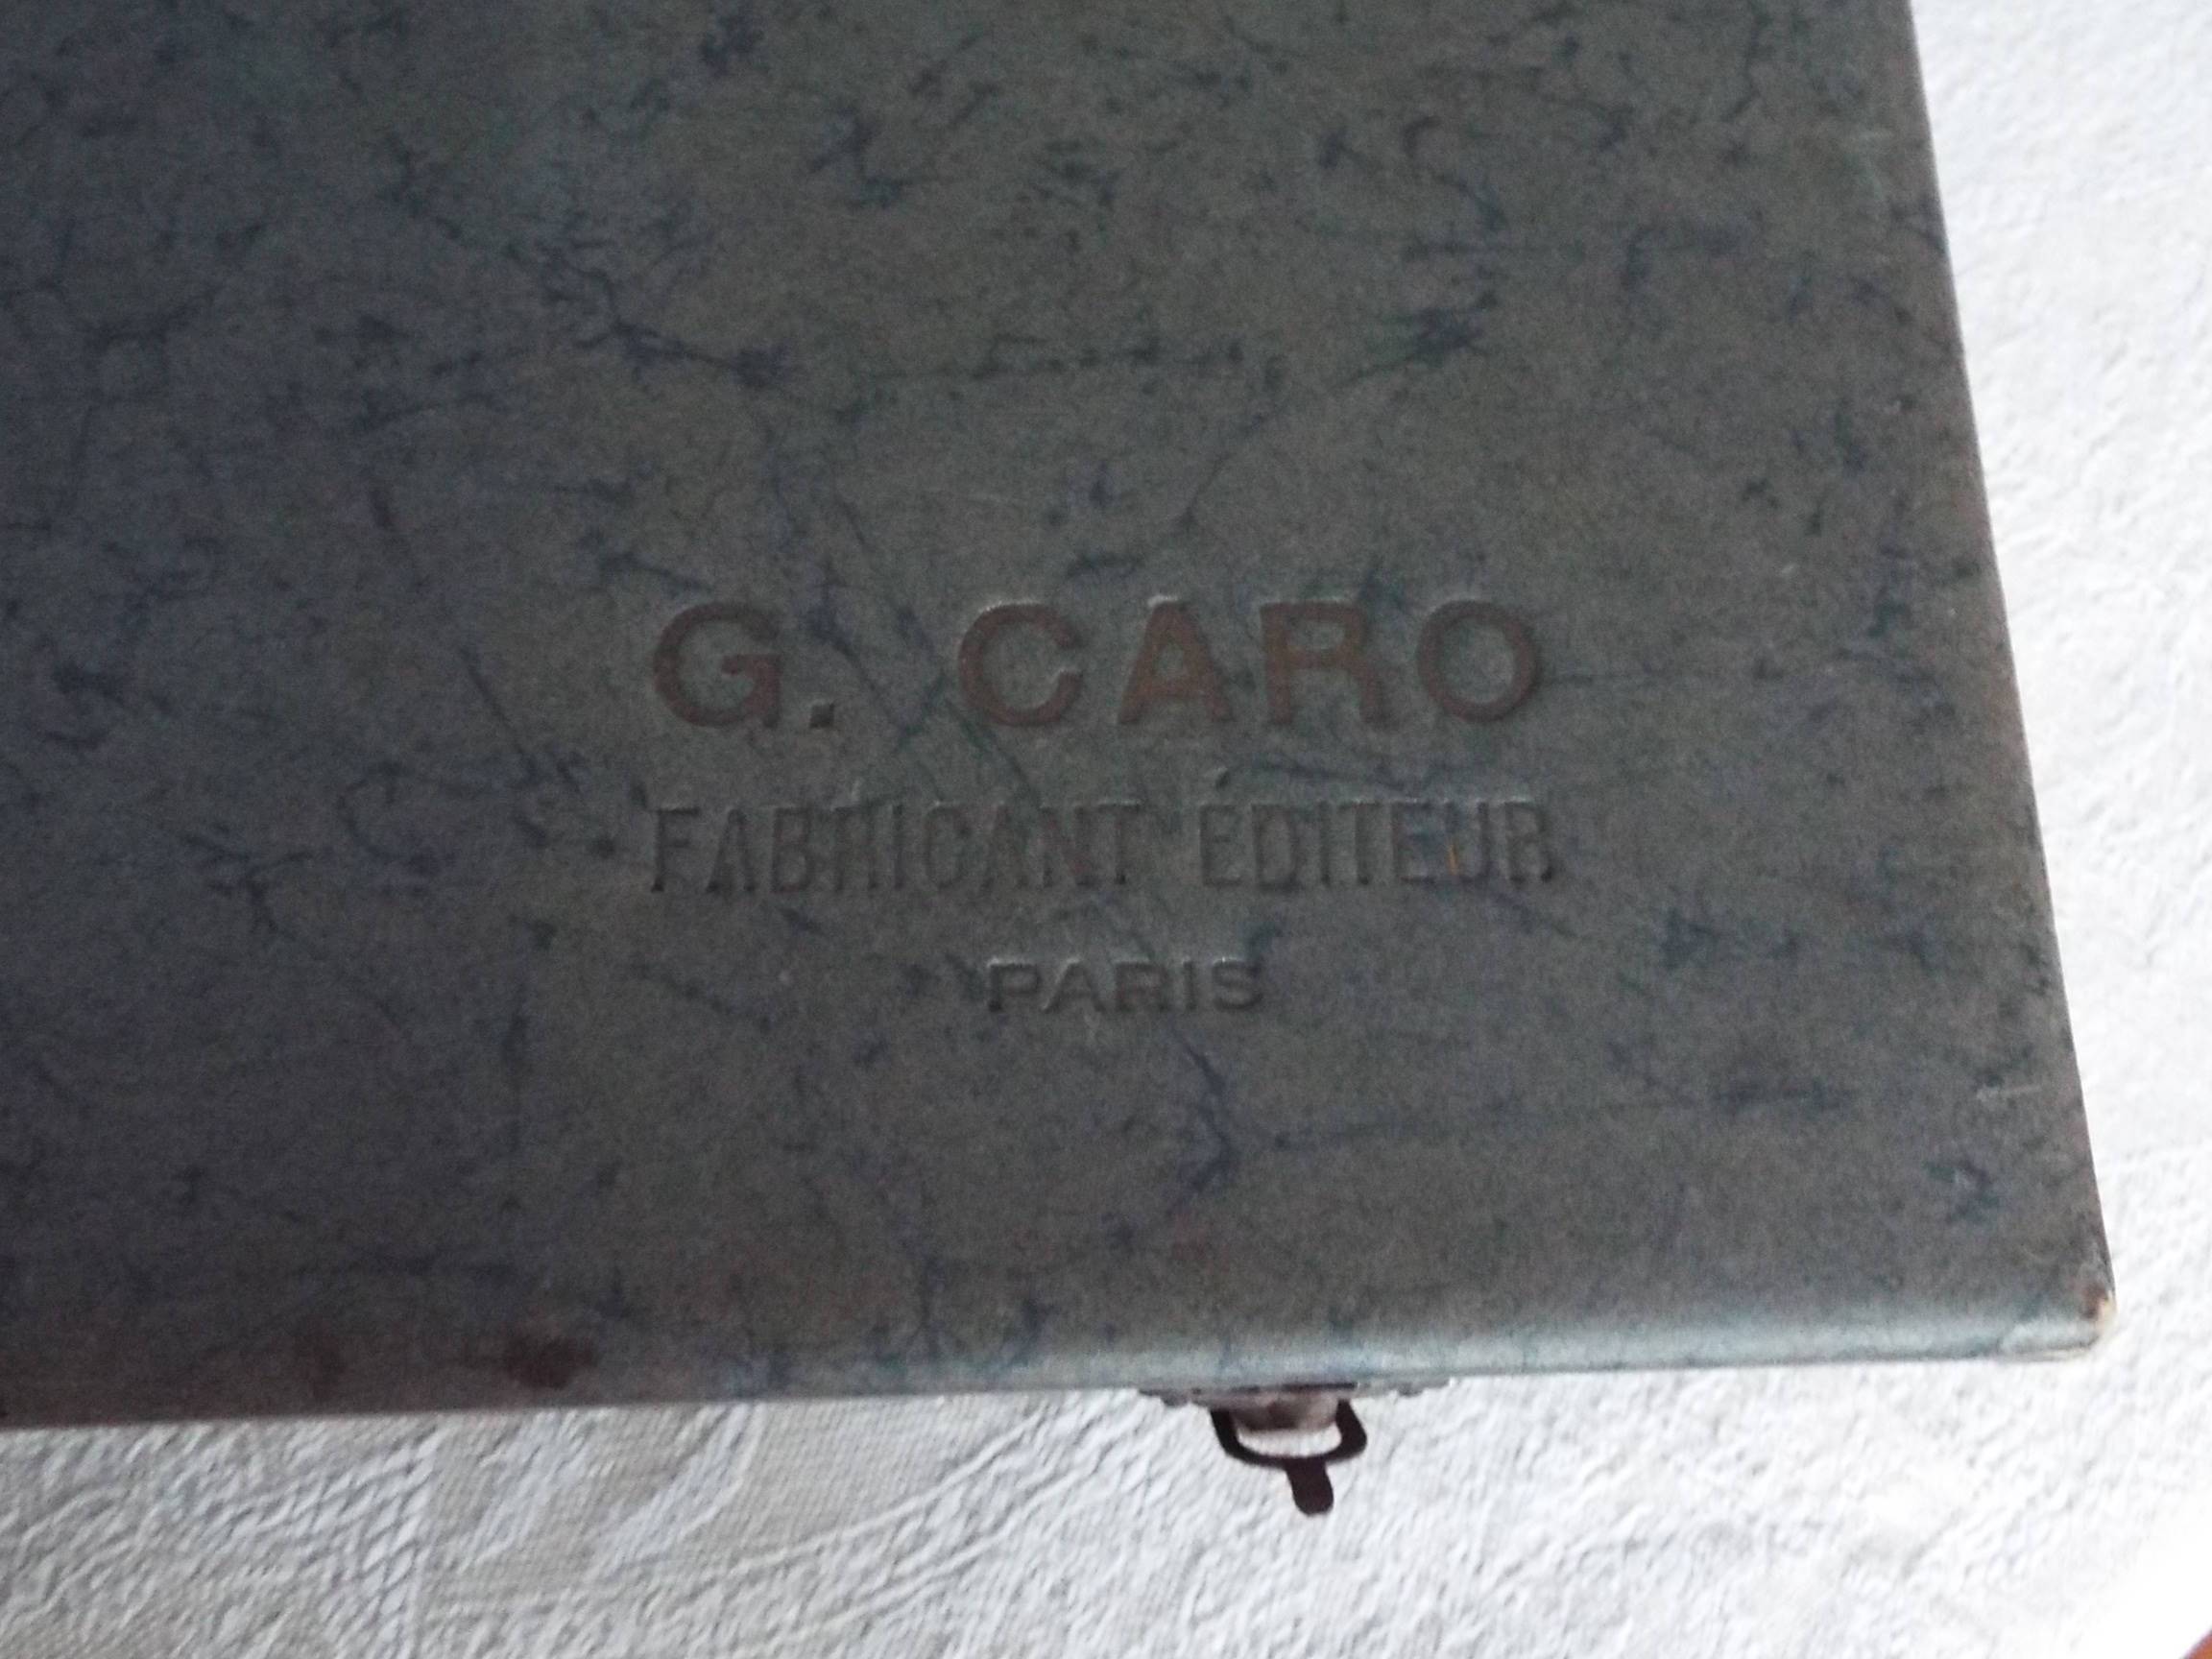 G. CARO
FABRICANT ÉDITEUR
PARIS